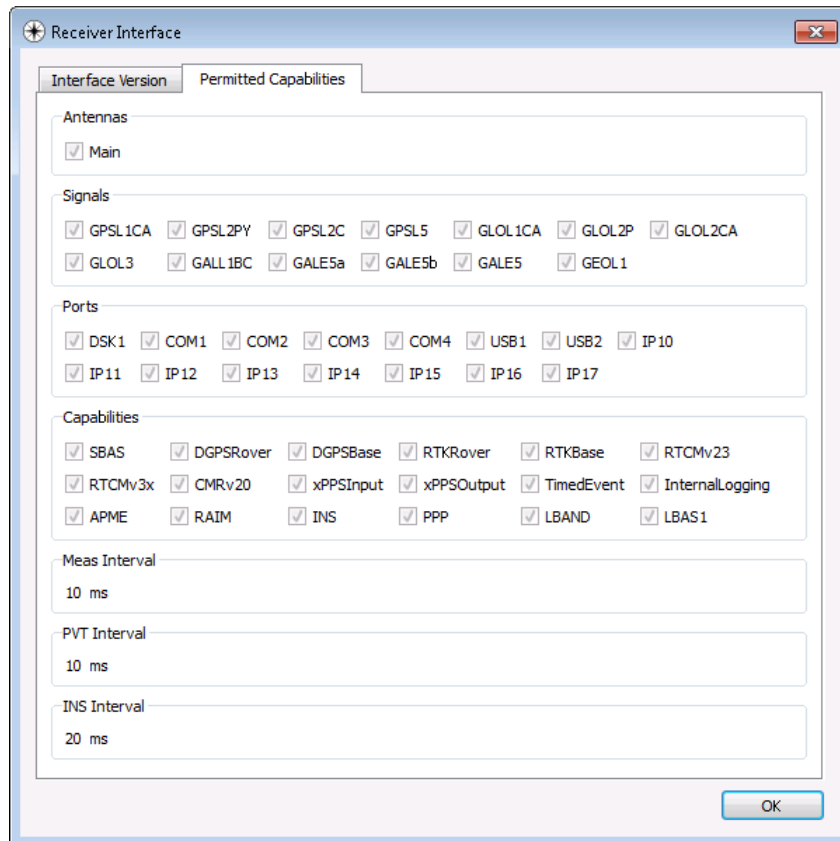 Receiver Interface
Interface Version Permitted Capabilities
Antennas
Main
Signals
GPSL1CA GPSL2PY GPSL2C GPSL5 GLOL1CA GLOL2P GLOL2CA
GLOL3 GALL1BC GALE5a GALE5b GALE5 GEOL1
Ports
DSK1 COM1 COM2 COM3 COM4 USB1 USB2 IP10
IP11 IP12 IP13 IP14 IP15 IP16 IP17
Capabilities
SBAS DGPSRover DGPSBase RTKRover RTKBase RTCMv23
RTCMv3x CMRv20 xPPSInput xPPSOutput TimedEvent InternalLogging
APME RAIM INS PPP LBAND LBAS1
Meas Interval
10 ms
PVT Interval
10 ms
INS Interval
20 ms
OK